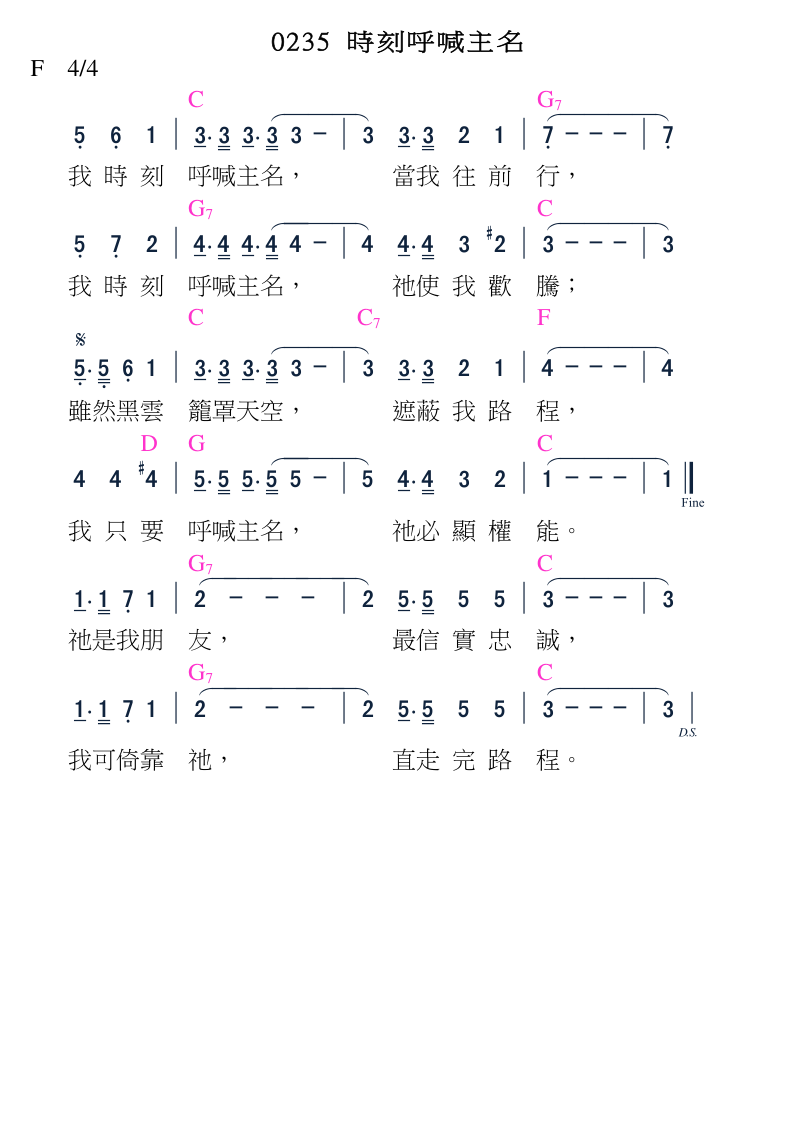 0235 時刻呼喊主名
F 4/4
C G7
5 6 1 | 3· 3 3· 3 3 – | 3 3· 3 2 1 | 7 – – – | 7
我 時 刻 呼喊主名， 當我 往 前 行，
G7 C
5 7 2 | 4· 4 4· 4 4 – | 4 4· 4 3 #2 | 3 – – – | 3
我 時 刻 呼喊主名， 祂使 我 歡 騰；
C C7 F
𝄋
5· 5 6 1 | 3· 3 3· 3 3 – | 3 3· 3 2 1 | 4 – – – | 4
雖然黑雲 籠罩天空， 遮蔽 我 路 程，
D G C
4 4 #4 | 5· 5 5· 5 5 – | 5 4· 4 3 2 | 1 – – – | 1 ‖
Fine
我 只 要 呼喊主名， 祂必 顯 權 能。
G7 C
1· 1 7 1 | 2 – – – | 2 5· 5 5 5 | 3 – – – | 3
祂是我朋 友， 最信 實 忠 誠，
G7 C
1· 1 7 1 | 2 – – – | 2 5· 5 5 5 | 3 – – – | 3 |
D.S.
我可倚靠 祂， 直走 完 路 程。